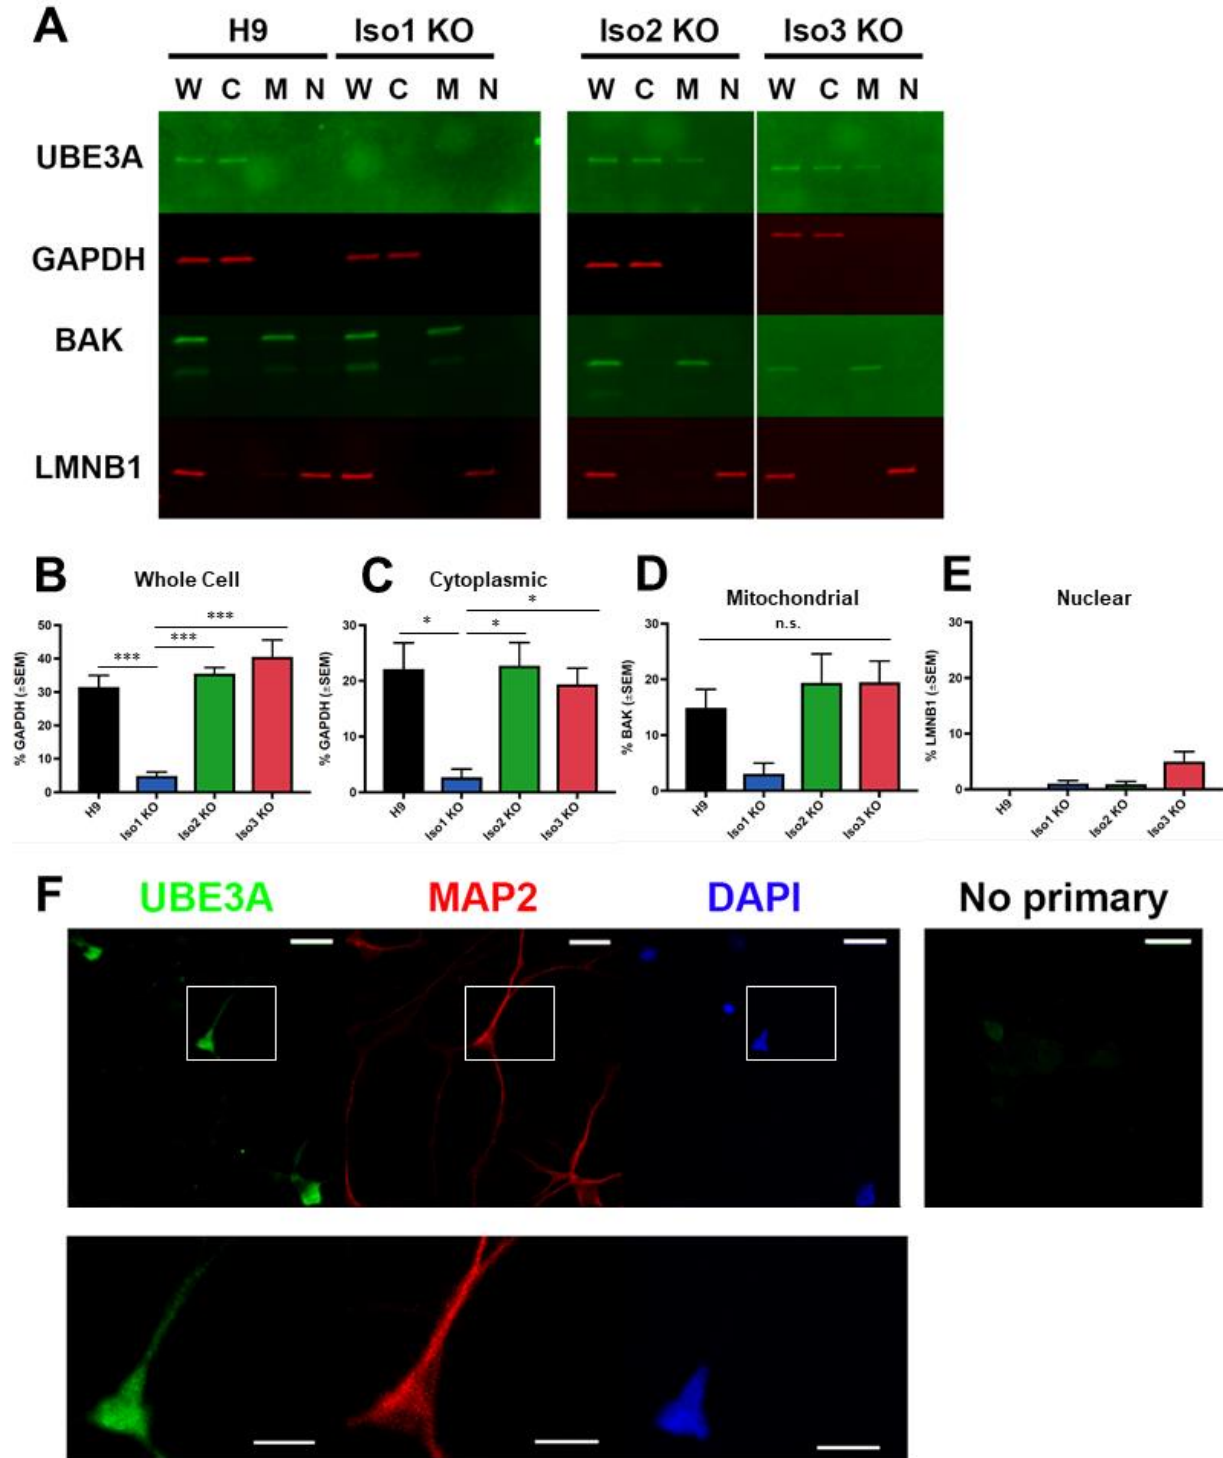 A
H9 Iso1 KO Iso2 KO Iso3 KO
W C M N W C M N W C M N W C M N
UBE3A
GAPDH
BAK
LMNB1
B
Whole Cell
% GAPDH (±SEM)
50
40
30
20
10
0
***
***
***
H9 Iso1 KO Iso2 KO Iso3 KO
C
Cytoplasmic
% GAPDH (±SEM)
30
20
10
0
*
*
*
H9 Iso1 KO Iso2 KO Iso3 KO
D
Mitochondrial
% BAK (±SEM)
30
20
10
0
n.s.
H9 Iso1 KO Iso2 KO Iso3 KO
E
Nuclear
% LMNB1 (±SEM)
30
20
10
0
H9 Iso1 KO Iso2 KO Iso3 KO
F
UBE3A MAP2 DAPI No primary